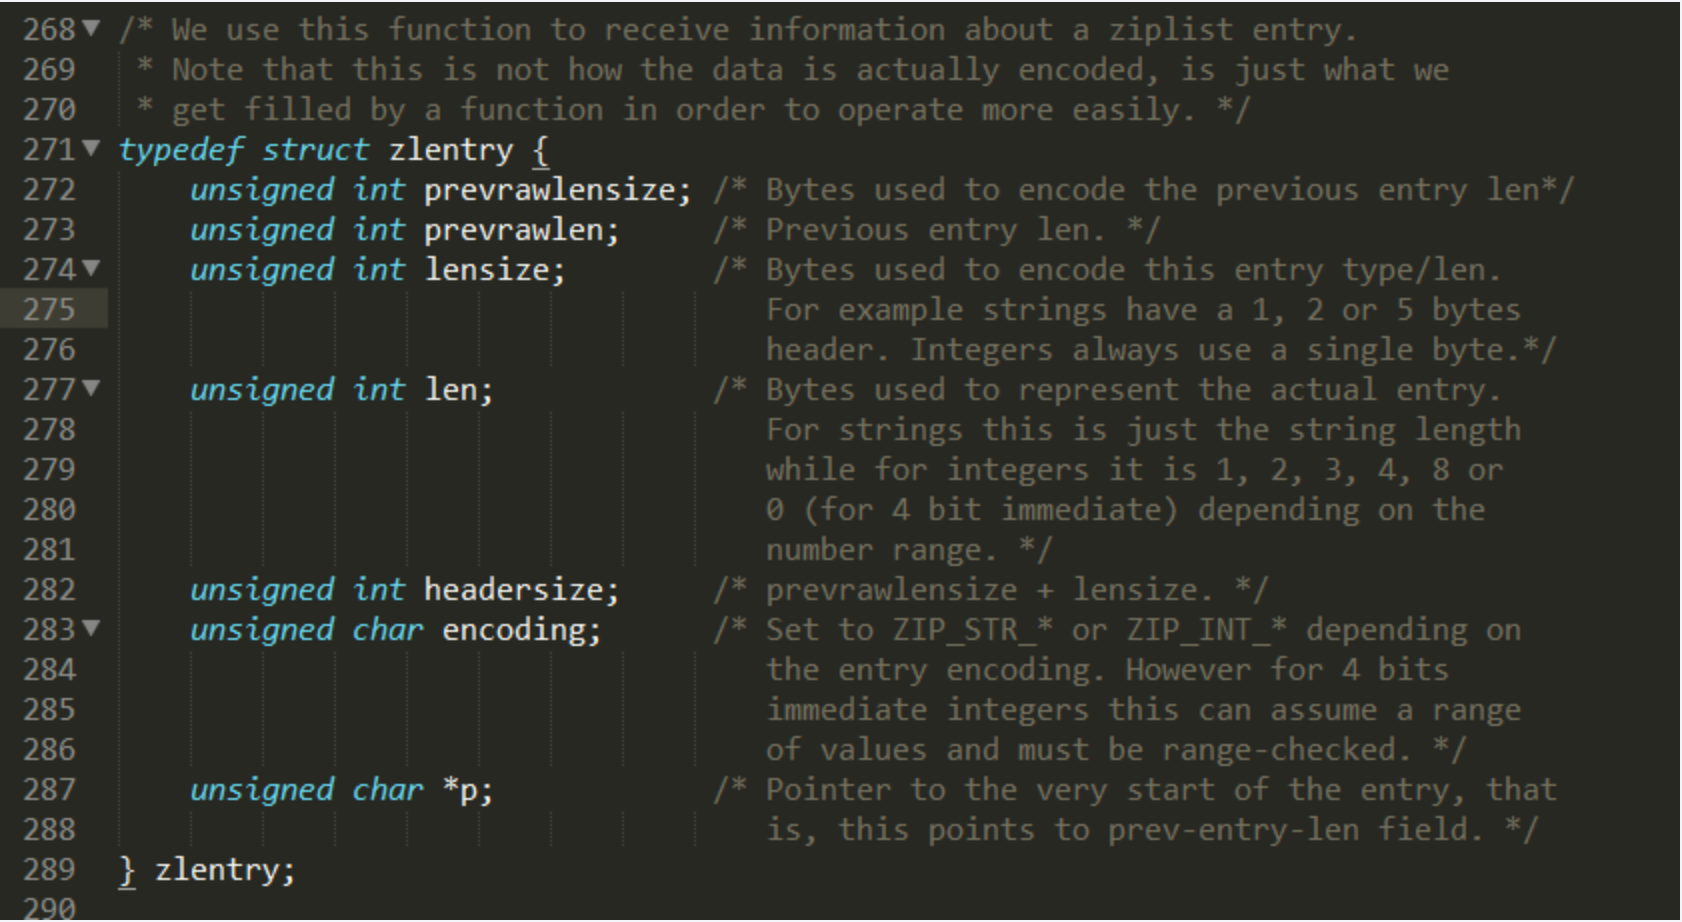 268 /* We use this function to receive information about a ziplist entry.
269 * Note that this is not how the data is actually encoded, is just what we
270 * get filled by a function in order to operate more easily. */
271 typedef struct zlentry {
272 unsigned int prevrawlensize; /* Bytes used to encode the previous entry len*/
273 unsigned int prevrawlen; /* Previous entry len. */
274 unsigned int lensize; /* Bytes used to encode this entry type/len.
275 For example strings have a 1, 2 or 5 bytes
276 header. Integers always use a single byte.*/
277 unsigned int len; /* Bytes used to represent the actual entry.
278 For strings this is just the string length
279 while for integers it is 1, 2, 3, 4, 8 or
280 0 (for 4 bit immediate) depending on the
281 number range. */
282 unsigned int headersize; /* prevrawlensize + lensize. */
283 unsigned char encoding; /* Set to ZIP_STR_* or ZIP_INT_* depending on
284 the entry encoding. However for 4 bits
285 immediate integers this can assume a range
286 of values and must be range-checked. */
287 unsigned char *p; /* Pointer to the very start of the entry, that
288 is, this points to prev-entry-len field. */
289 } zlentry;
290